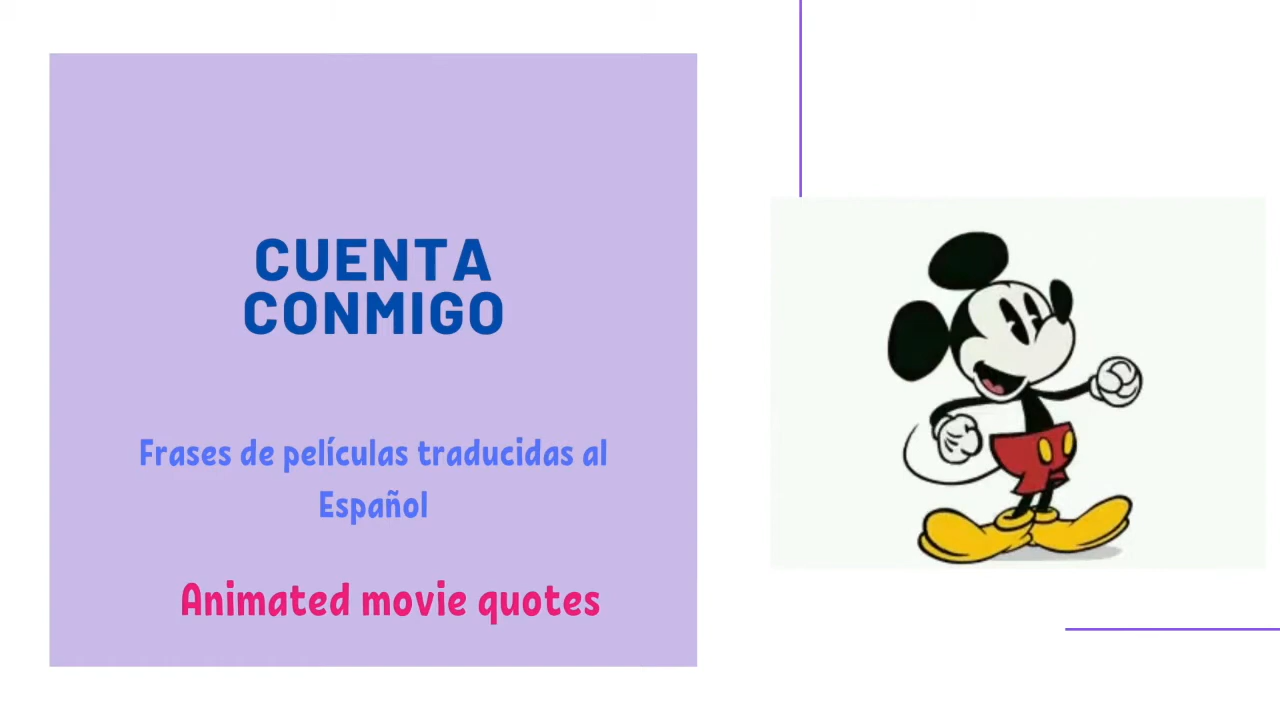 CUENTA
CONMIGO
Frases de películas traducidas al
Español
Animated movie quotes